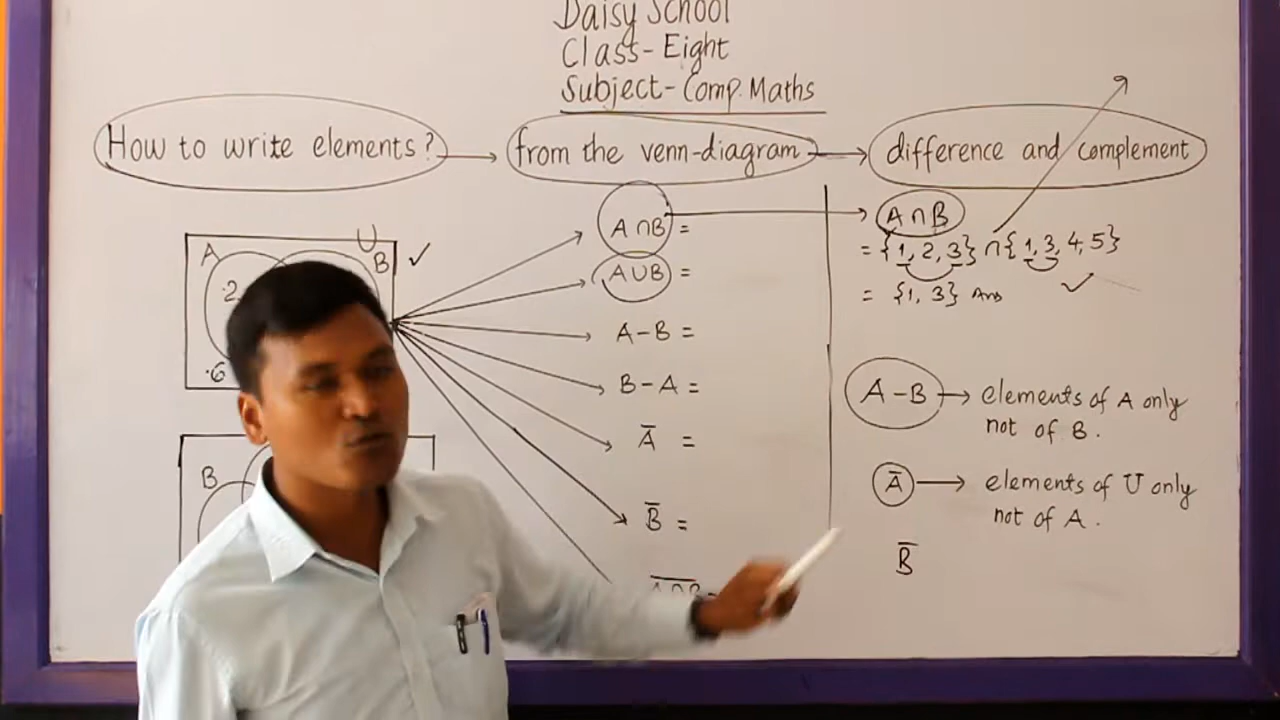 Daisy School
Class- Eight
Subject- Comp. Maths
How to write elements?
from the venn-diagram
difference and complement
U
A
B
.2
.6
B
A∩B =
A∪B =
A-B =
B-A =
A̅ =
B̅ =
A∩B
= {1, 2, 3} ∩ {1, 3, 4, 5}
= {1, 3} Ans
A-B → elements of A only
not of B.
A̅ → elements of U only
not of A.
B̅